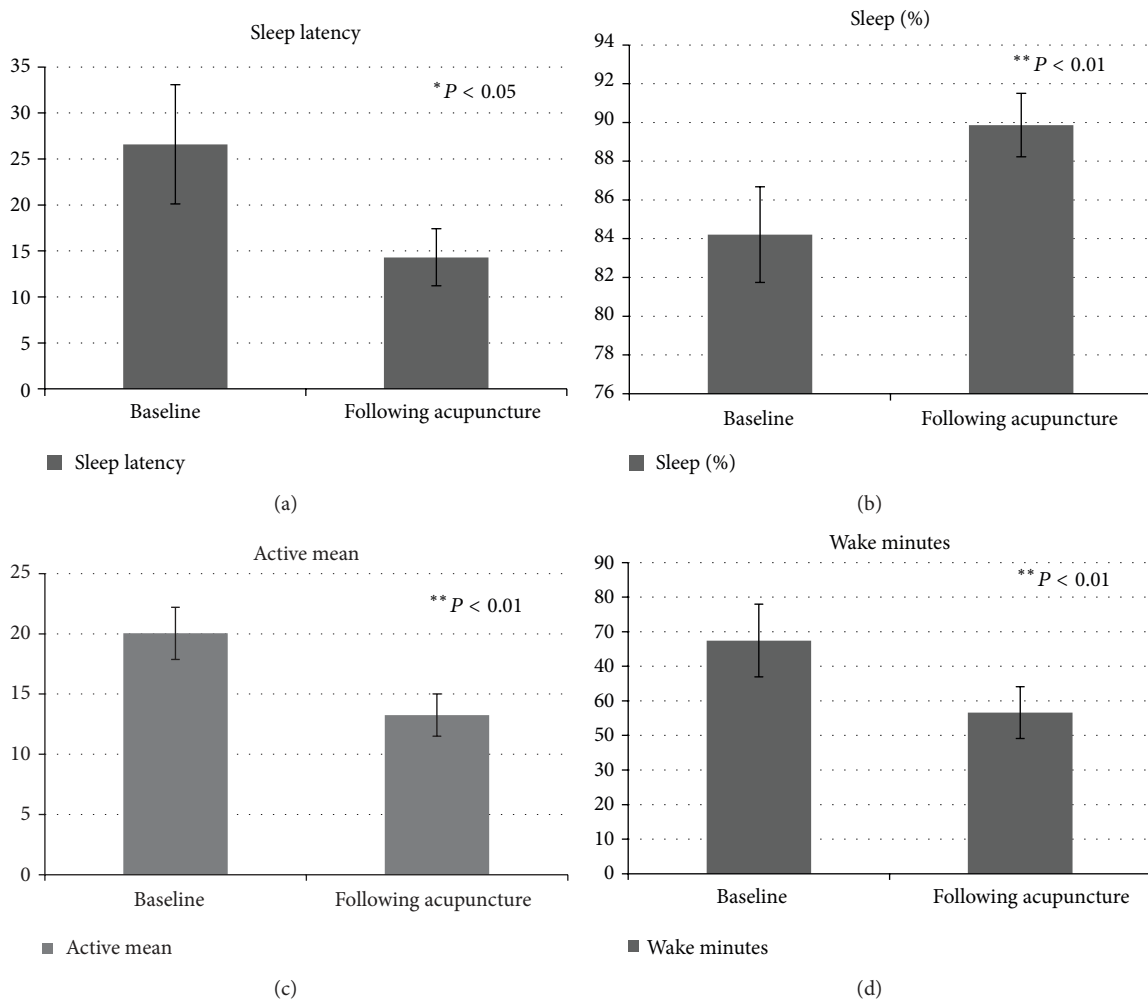 Sleep latency
35
30
25
20
15
10
5
0
*P < 0.05
Baseline
Following acupuncture
Sleep latency
(a)
Sleep (%)
94
92
90
88
86
84
82
80
78
76
**P < 0.01
Baseline
Following acupuncture
Sleep (%)
(b)
Active mean
25
20
15
10
5
0
**P < 0.01
Baseline
Following acupuncture
Active mean
(c)
Wake minutes
90
80
70
40
60
50
30
20
10
0
**P < 0.01
Baseline
Following acupuncture
Wake minutes
(d)